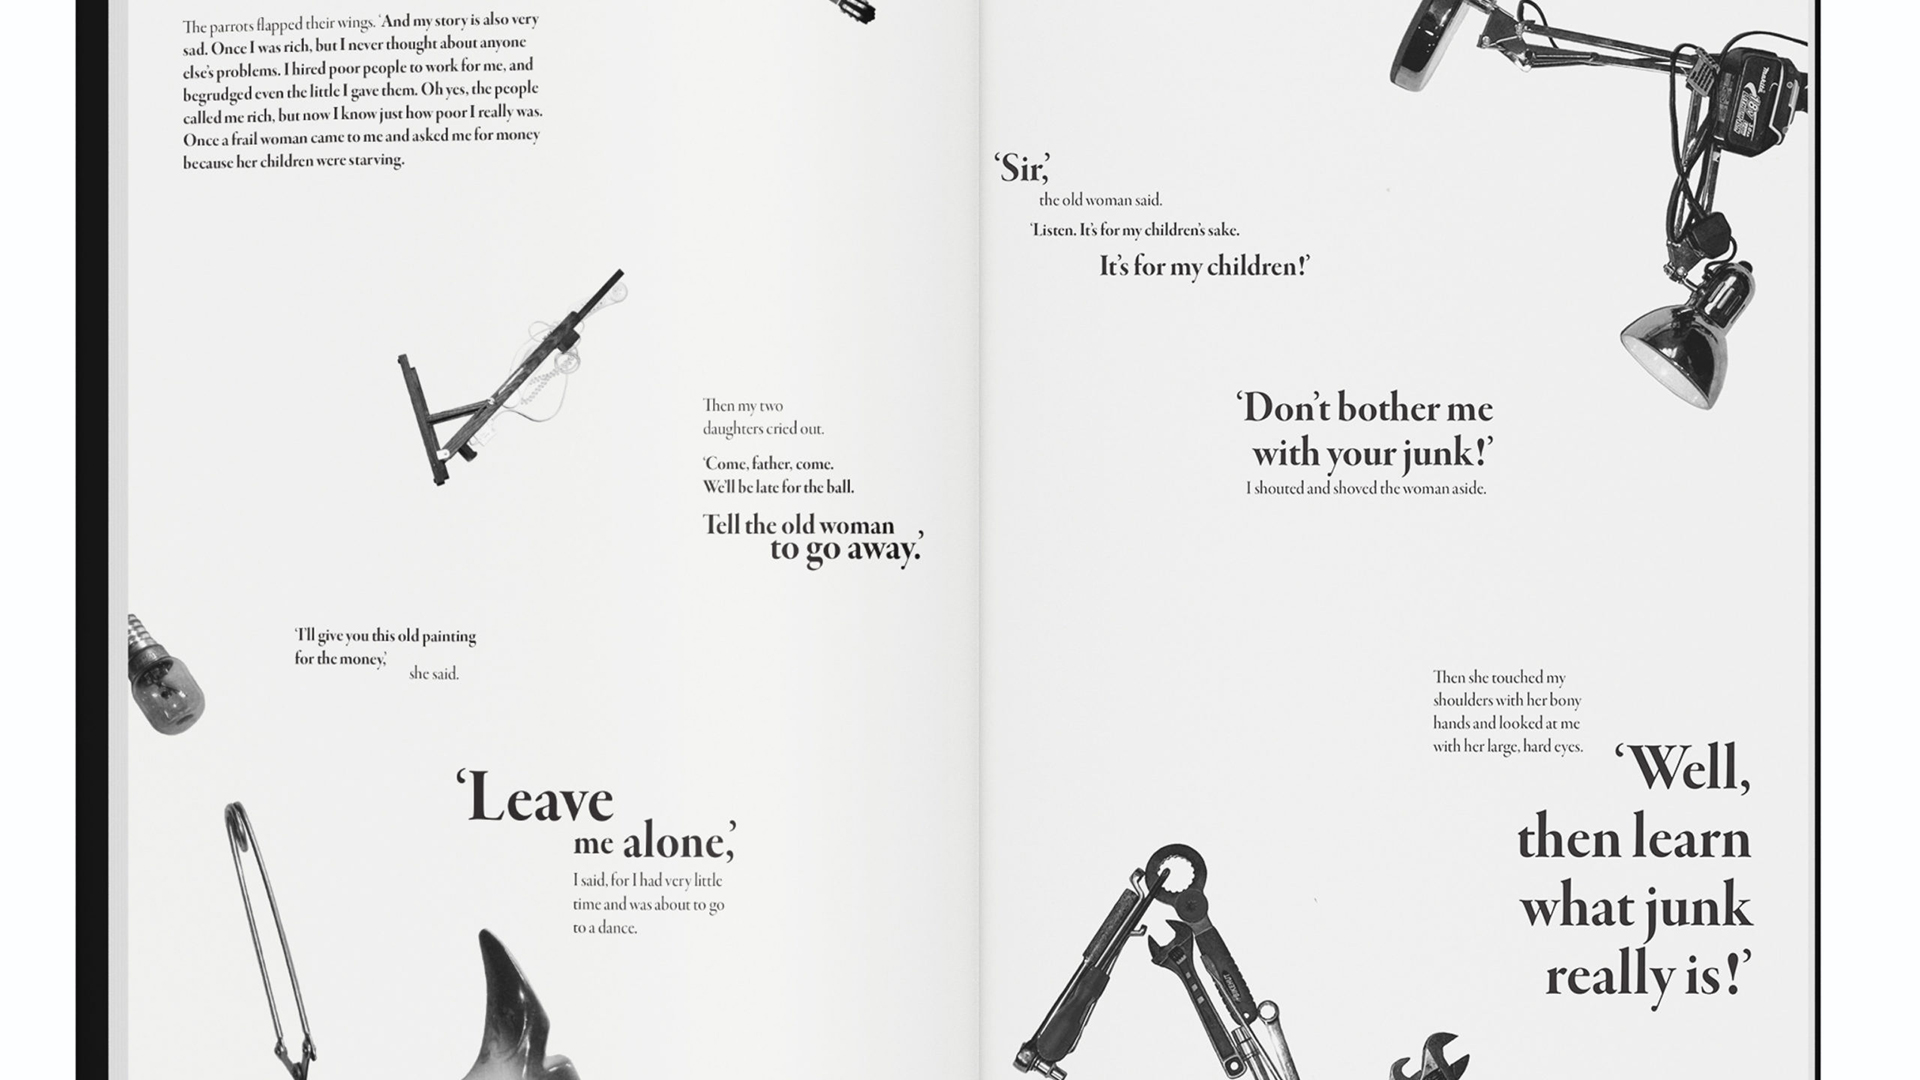 The parrots flapped their wings. ‘And my story is also very
sad. Once I was rich, but I never thought about anyone
else’s problems. I hired poor people to work for me, and
begrudged even the little I gave them. Oh yes, the people
called me rich, but now I know just how poor I really was.
Once a frail woman came to me and asked me for money
because her children were starving.
‘I’ll give you this old painting
for the money,’
she said.
‘Leave
me alone,’
I said, for I had very little
time and was about to go
to a dance.
Then my two
daughters cried out.
‘Come, father, come.
We’ll be late for the ball.
Tell the old woman
to go away.’
‘Sir,’
the old woman said.
‘Listen. It’s for my children’s sake.
It’s for my children!’
‘Don’t bother me
with your junk!’
I shouted and shoved the woman aside.
Then she touched my
shoulders with her bony
hands and looked at me
with her large, hard eyes.
‘Well,
then learn
what junk
really is!’
18V